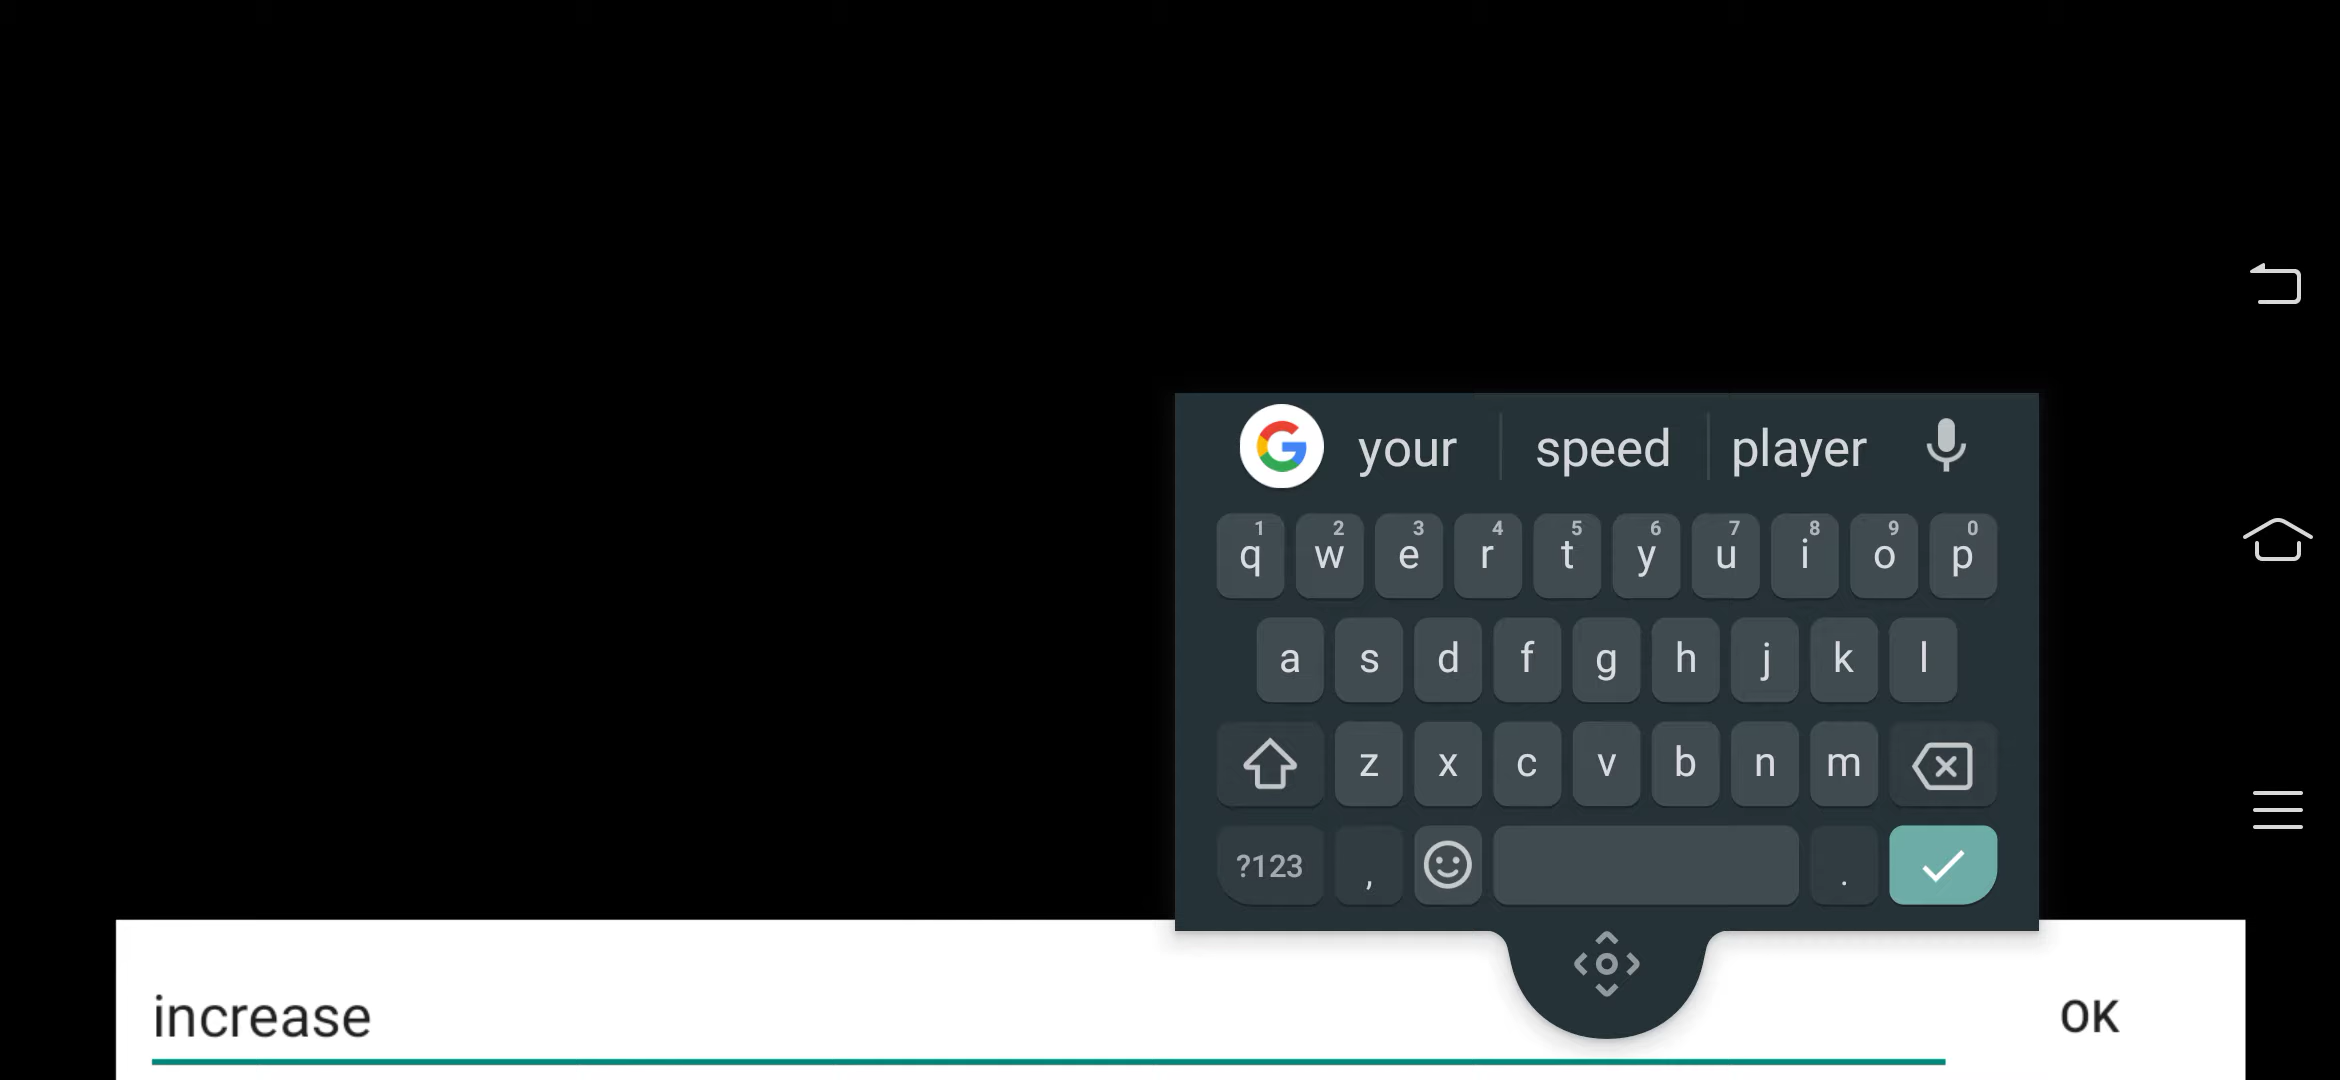 your speed player
1 2 3 4 5 6 7 8 9 0
q w e r t y u i o p
a s d f g h j k l
z x c v b n m
?123 , .
increase OK